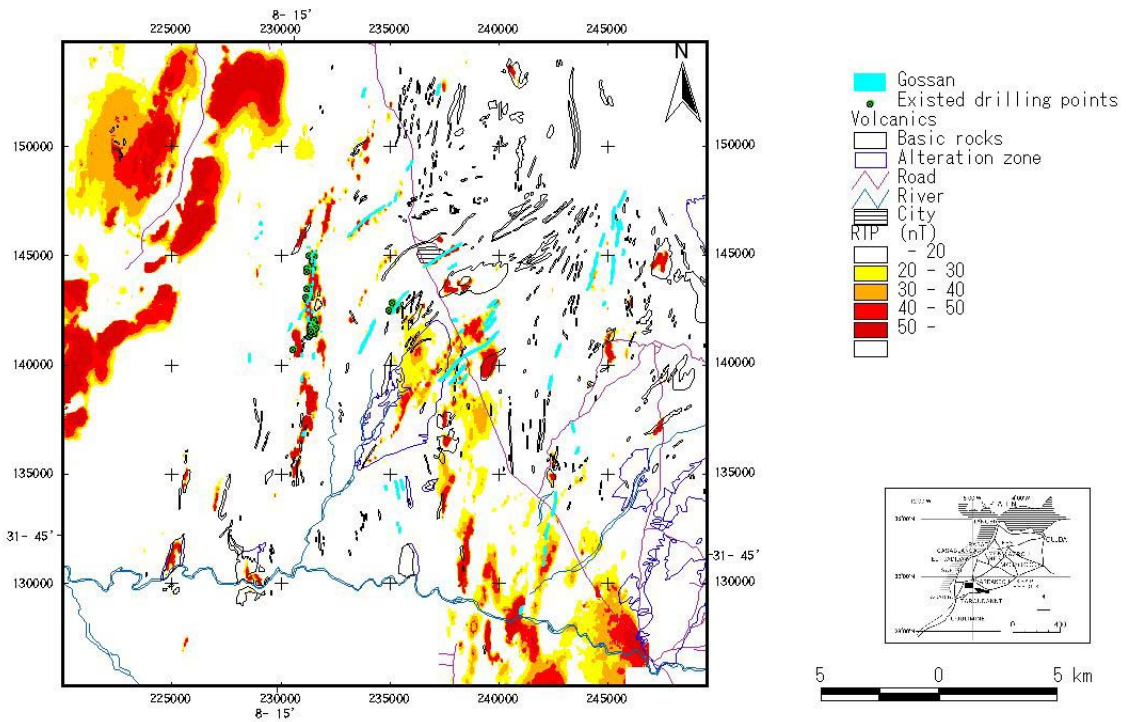 8- 15'
225000 230000 235000 240000 245000
N
150000 150000
145000 145000
140000 140000
135000 135000
31- 45' 31- 45'
130000 130000
225000 230000 235000 240000 245000
8- 15'
Gossan
Existed drilling points
Volcanics
Basic rocks
Alteration zone
Road
River
City
RTP (nT)
- 20
20 - 30
30 - 40
40 - 50
50 -
5 0 5 km